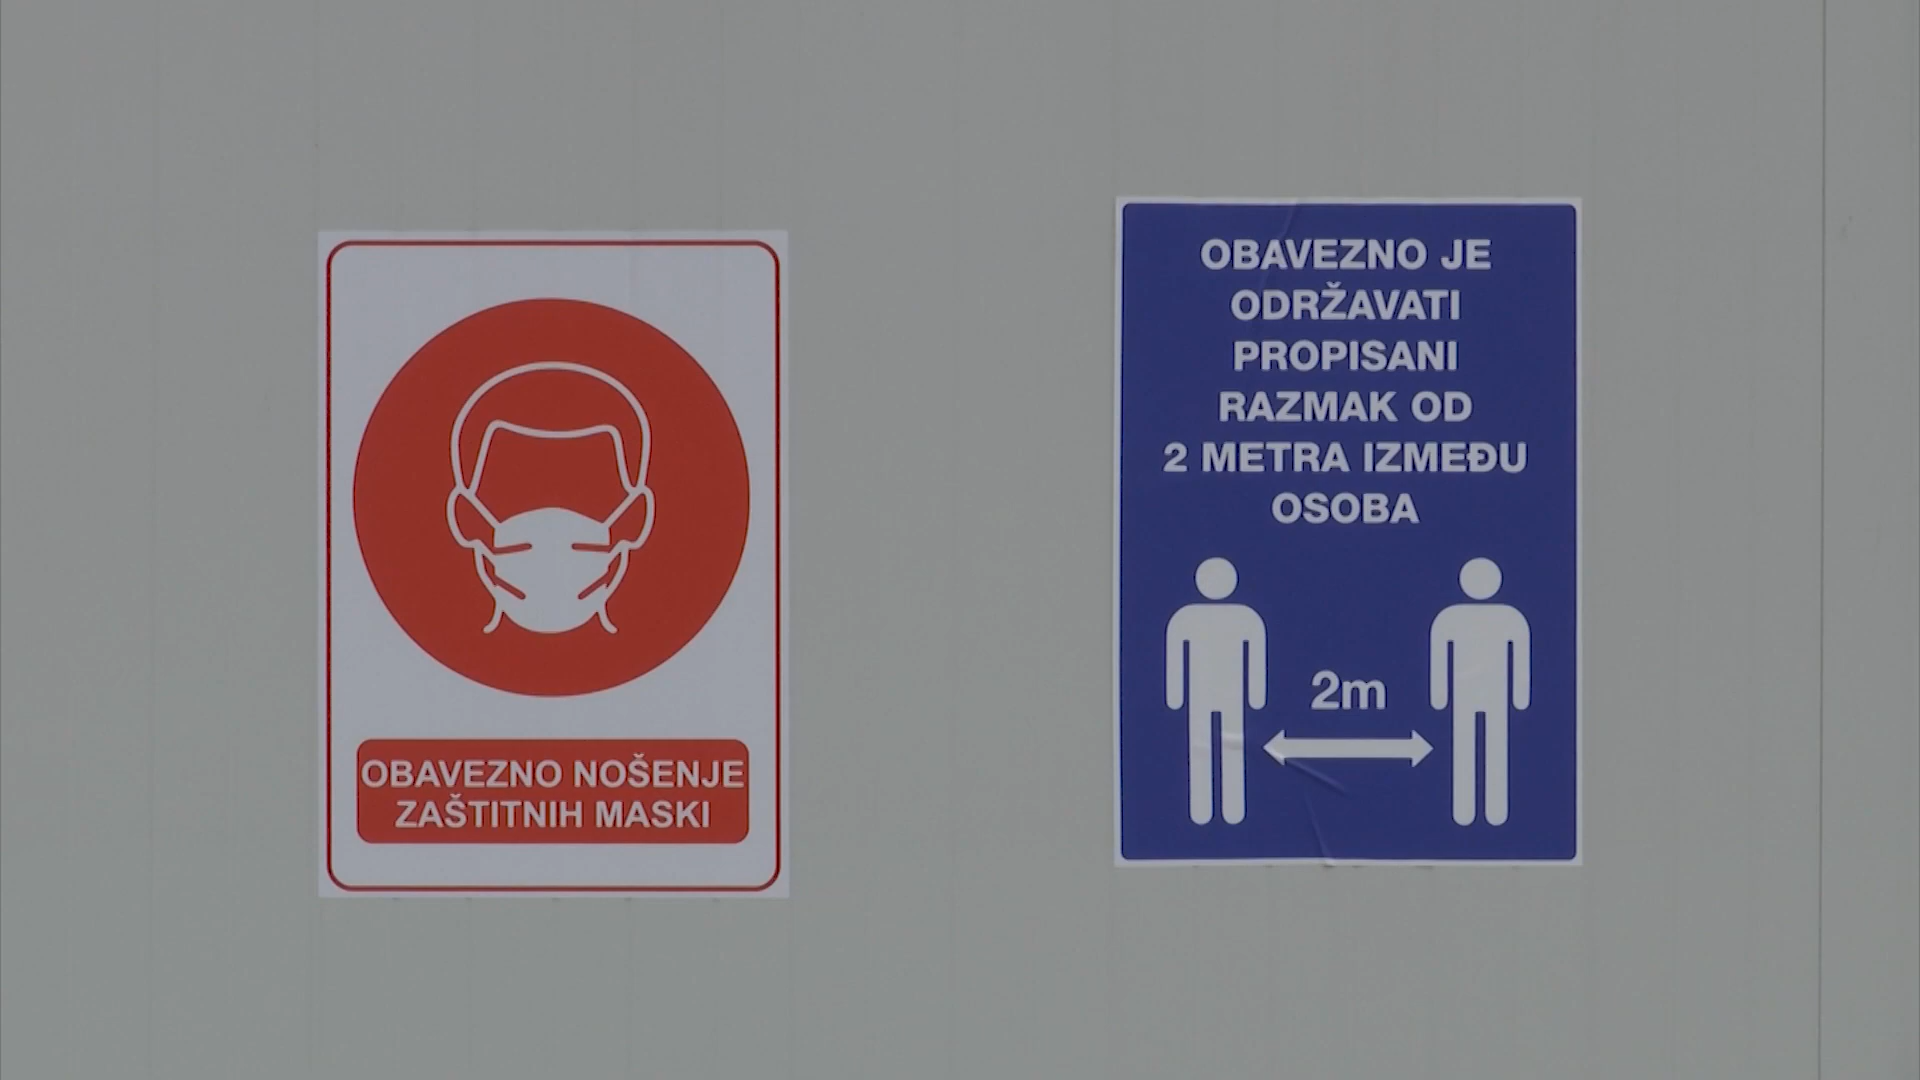 OBAVEZNO NOŠENJE
ZAŠTITNIH MASKI
OBAVEZNO JE
ODRŽAVATI
PROPISANI
RAZMAK OD
2 METRA IZMEĐU
OSOBA
2m